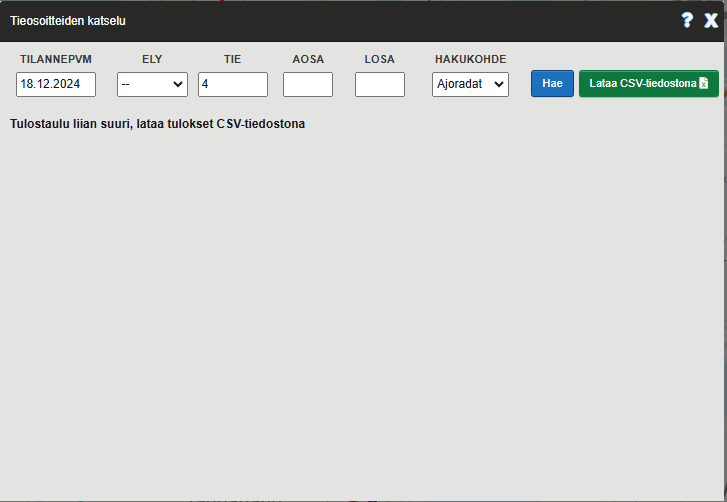 Tieosoitteiden katselu ? X
TILANNEPVM ELY TIE AOSA LOSA HAKUKOHDE
18.12.2024 -- 4 Ajoradat Hae Lataa CSV-tiedostona
Tulostaulu liian suuri, lataa tulokset CSV-tiedostona